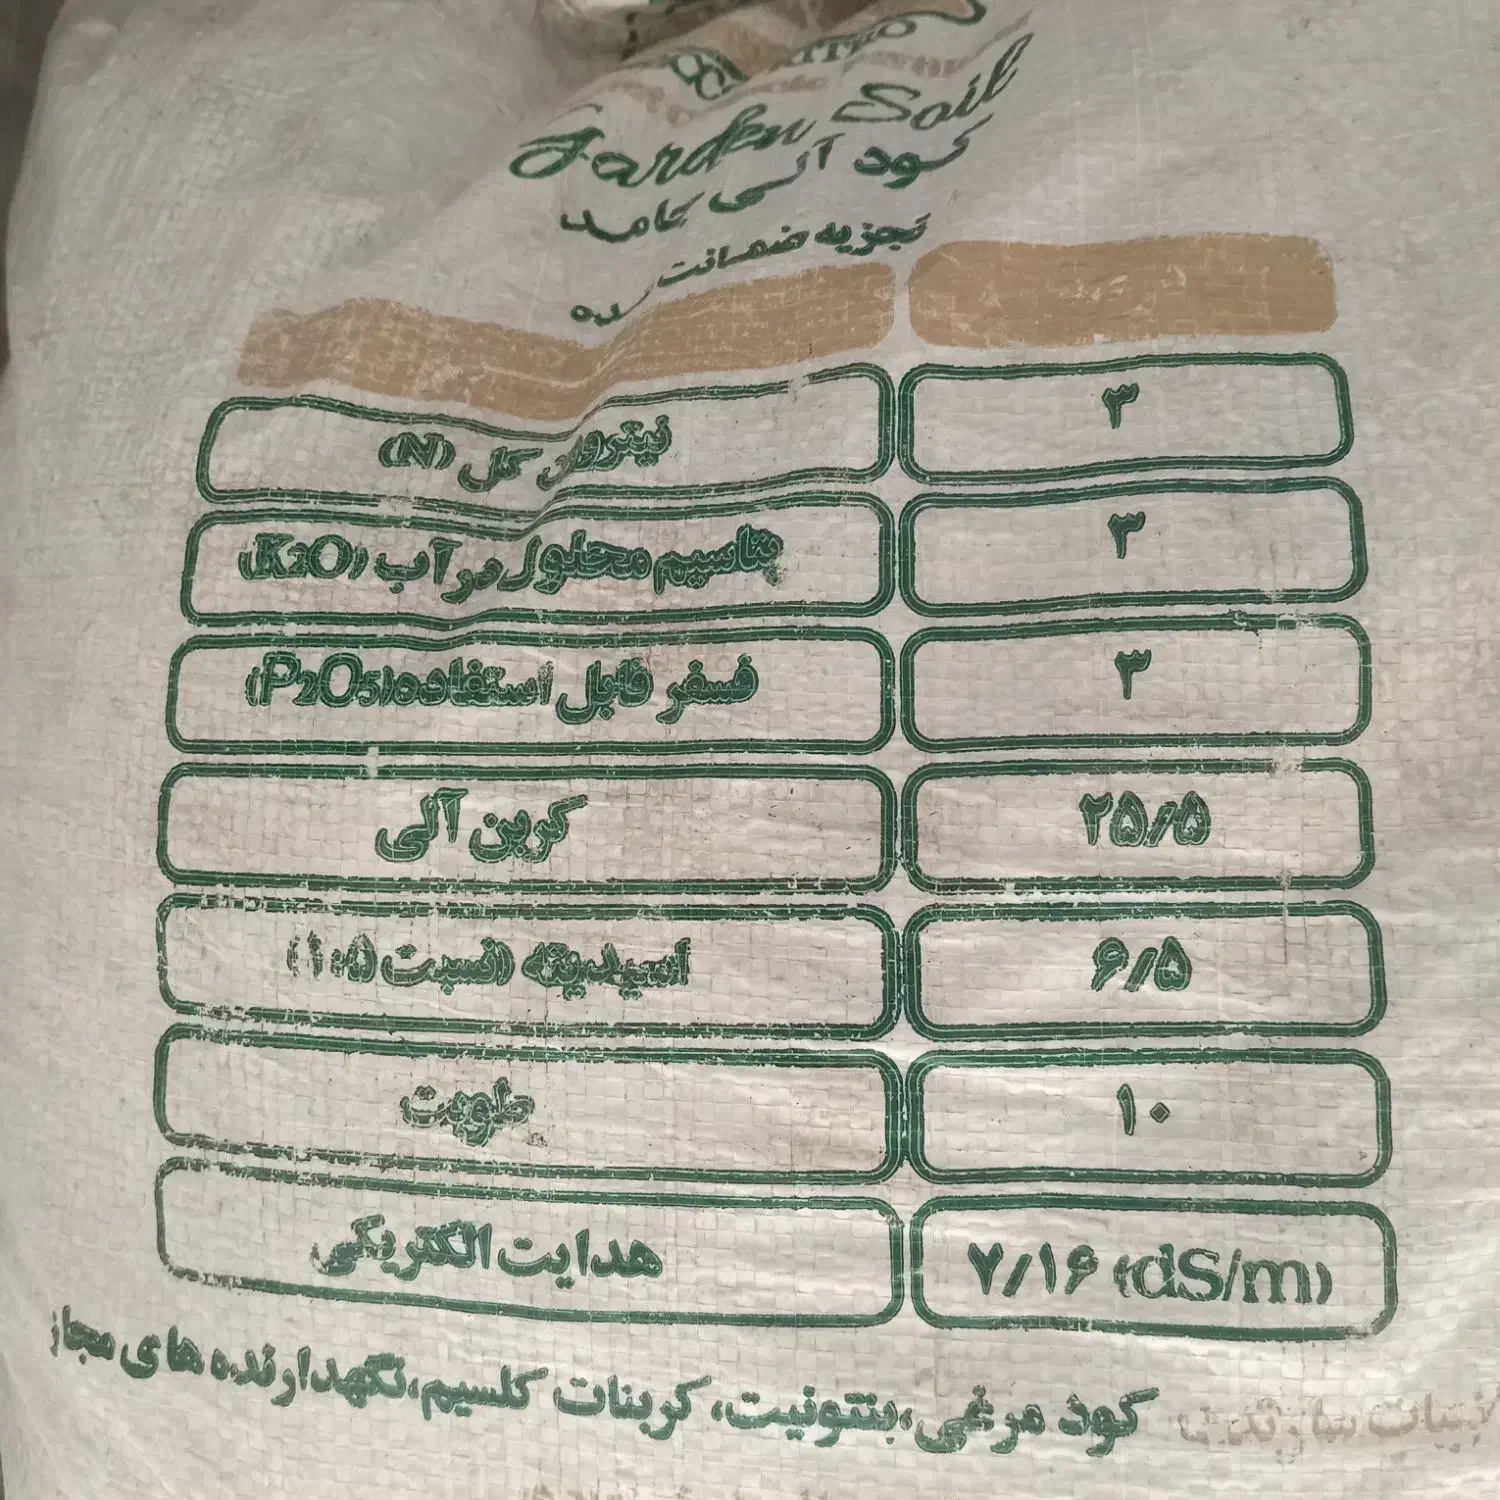 Garden Soil
کود آلی جامد
تجزیه ضمانت شده
نیتروژن کل (N) ۳
پتاسیم محلول در آب (K2O) ۳
فسفر قابل استفاده (P2O5) ۳
کربن آلی ۲۵/۵
اسیدیته (نسبت ۱:۵) ۶/۵
رطوبت ۱۰
هدایت الکتریکی ۷/۱۶ (dS/m)
کود مرغی، بنتونیت، کربنات کلسیم، نگهدارنده های مجاز